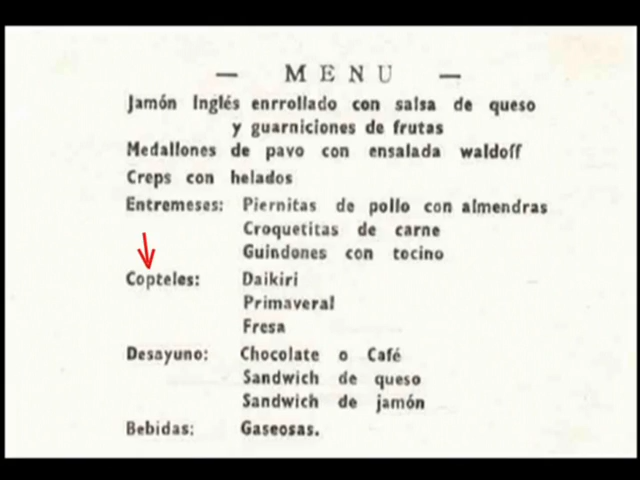 — MENU —
Jamón Inglés enrrollado con salsa de queso
y guarniciones de frutas
Medallones de pavo con ensalada waldoff
Creps con helados
Entremeses: Piernitas de pollo con almendras
Croquetitas de carne
Guindones con tocino
Copteles: Daikiri
Primaveral
Fresa
Desayuno: Chocolate o Café
Sandwich de queso
Sandwich de jamón
Bebidas: Gaseosas.